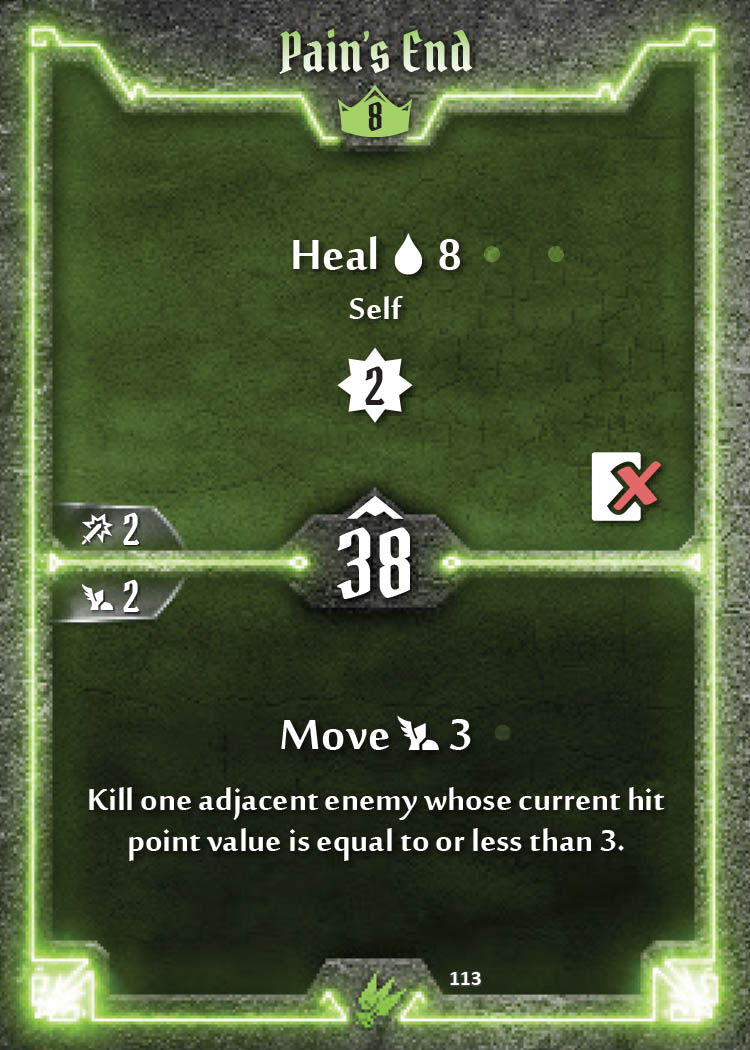 Pain's End
8
Heal 8
Self
2
2
38
2
Move 3
Kill one adjacent enemy whose current hit
point value is equal to or less than 3.
113